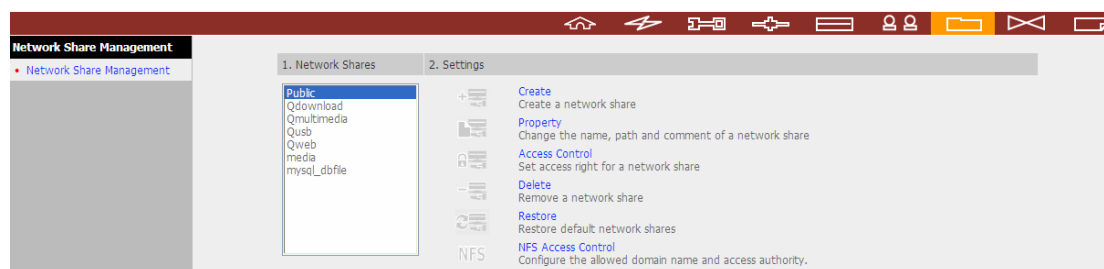 Network Share Management
• Network Share Management
1. Network Shares
2. Settings
Public
Qdownload
Qmultimedia
Qusb
Qweb
media
mysql_dbfile
Create
Create a network share
Property
Change the name, path and comment of a network share
Access Control
Set access right for a network share
Delete
Remove a network share
Restore
Restore default network shares
NFS
NFS Access Control
Configure the allowed domain name and access authority.